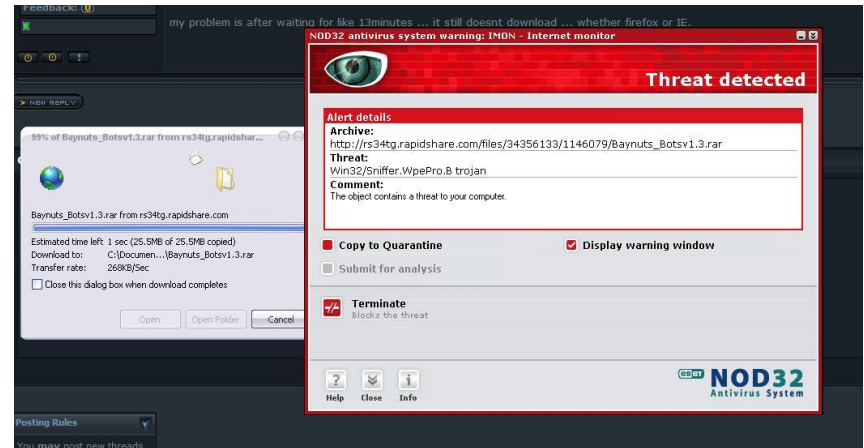 Feedback: (0)
my problem is after waiting for like 13minutes ... it still doesnt download ... whether firefox or IE.
NOD32 antivirus system warning: IMON - Internet monitor
Threat detected
NEW REPLY
99% of Baynuts_Botsv1.3.rar from rs34tg.rapidshar...
Baynuts_Botsv1.3.rar from rs34tg.rapidshare.com
Estimated time left 1 sec (25.5MB of 25.5MB copied)
Download to: C:\Documen...\Baynuts_Botsv1.3.rar
Transfer rate: 268KB/Sec
Close this dialog box when download completes
Open Open Folder Cancel
Alert details
Archive:
http://rs34tg.rapidshare.com/files/34356133/1146079/Baynuts_Botsv1.3.rar
Threat:
Win32/Sniffer.WpePro.B trojan
Comment:
The object contains a threat to your computer.
Copy to Quarantine Display warning window
Submit for analysis
Terminate
Blocks the threat
Help Close Info
eset NOD32
Antivirus System
Posting Rules
You may post new threads